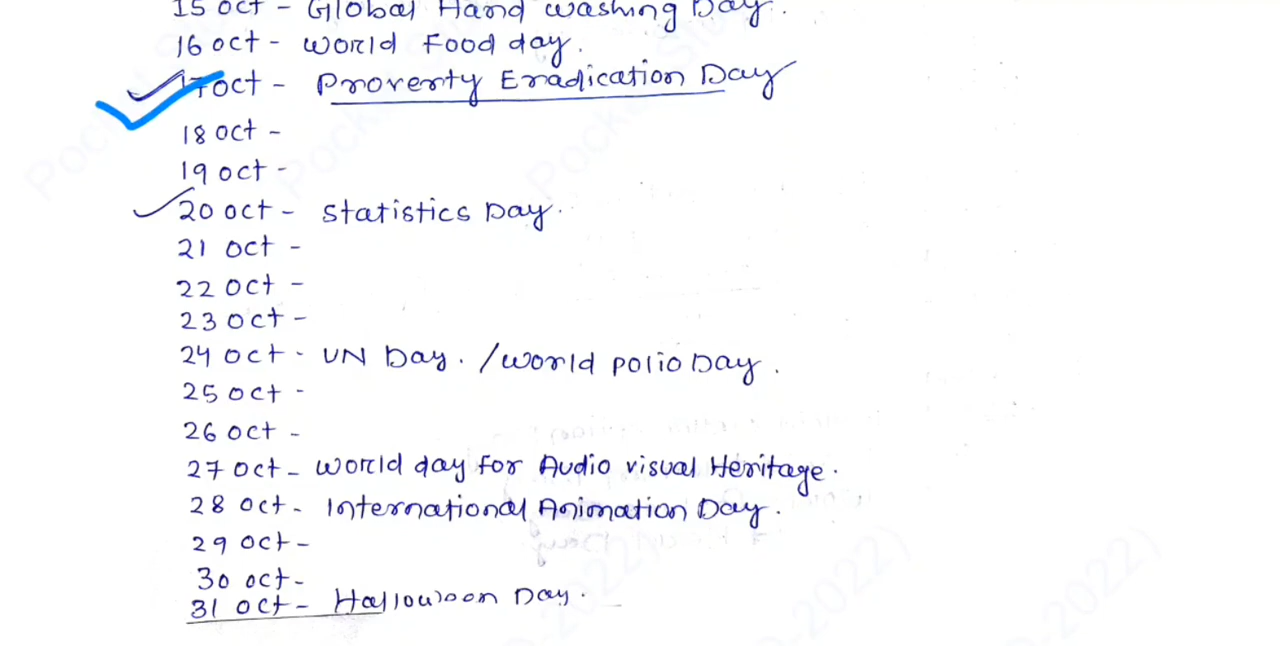 15 oct - Global Hand washing Day.
16 oct - world Food day.
17 oct - Proverty Eradication Day
18 oct -
19 oct -
20 oct - statistics Day.
21 oct -
22 oct -
23 oct -
24 oct - UN Day. /world polio Day.
25 oct -
26 oct -
27 oct - world day for Audio visual Heritage.
28 oct - International Animation Day.
29 oct -
30 oct -
31 oct - Halloween Day.